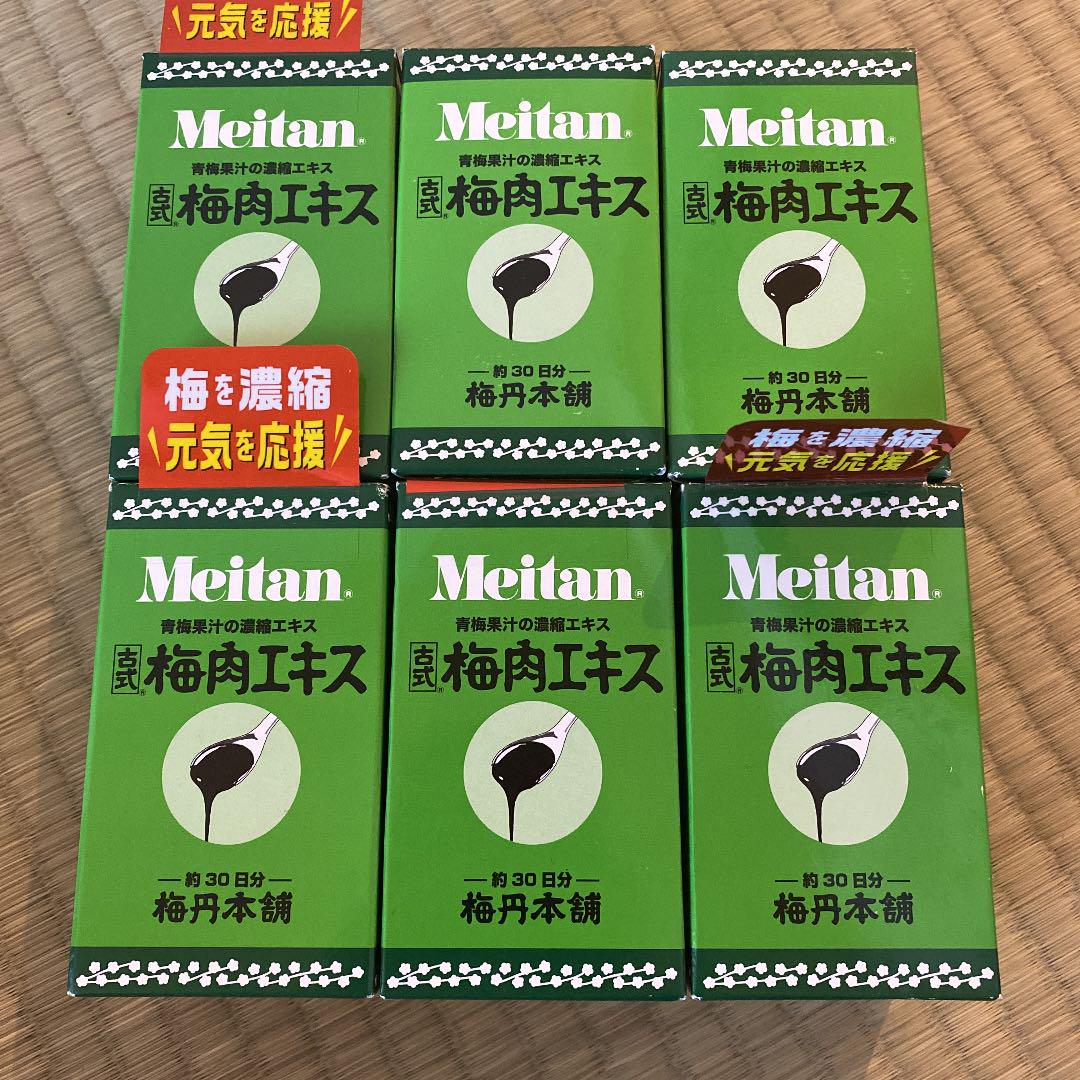 元気を応援
Meitan®
青梅果汁の濃縮エキス
古式® 梅肉エキス
Meitan®
青梅果汁の濃縮エキス
古式® 梅肉エキス
約30日分
梅丹本舗
Meitan®
青梅果汁の濃縮エキス
古式® 梅肉エキス
約30日分
梅丹本舗
梅を濃縮
元気を応援
梅を濃縮
元気を応援
Meitan®
青梅果汁の濃縮エキス
古式® 梅肉エキス
約30日分
梅丹本舗
Meitan®
青梅果汁の濃縮エキス
古式® 梅肉エキス
約30日分
梅丹本舗
Meitan®
青梅果汁の濃縮エキス
古式® 梅肉エキス
約30日分
梅丹本舗